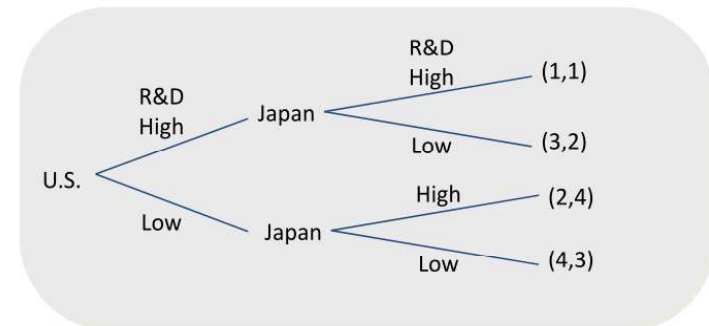 R&D
High
(1,1)
R&D
High
Japan
Low
(3,2)
U.S.
High
(2,4)
Low
Japan
Low
(4,3)